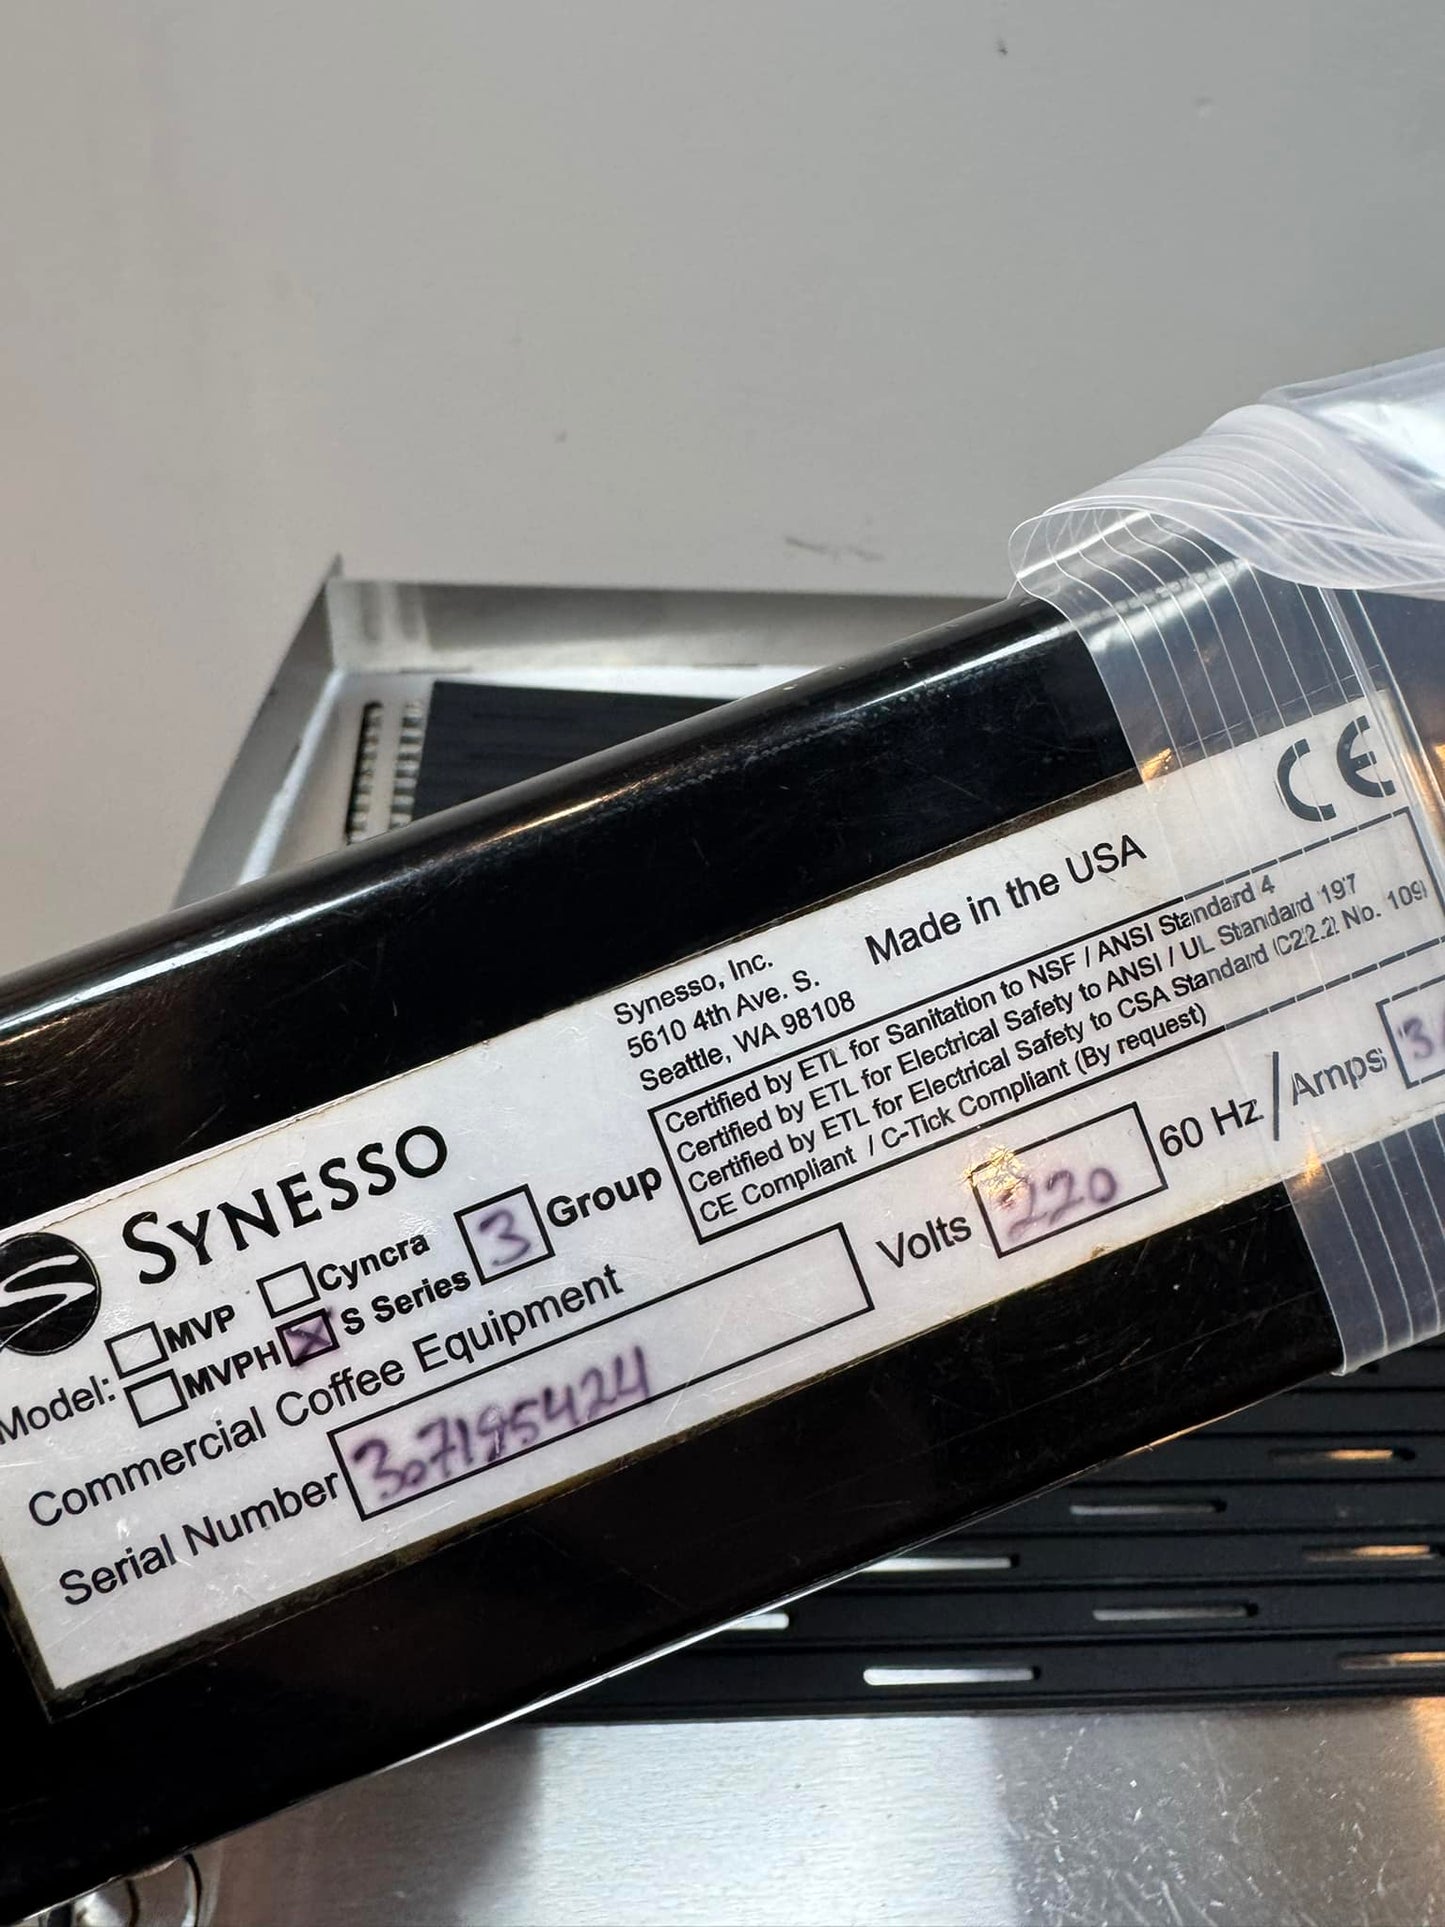 SYNESSO
Synesso, Inc.
5610 4th Ave. S.
Seattle, WA 98108
Made in the USA
CE
Model: MVP Cyncra
MVPH X S Series 3 Group
Certified by ETL for Sanitation to NSF / ANSI Standard 4
Certified by ETL for Electrical Safety to ANSI / UL Standard 197
Certified by ETL for Electrical Safety to CSA Standard (C22.2 No. 109)
CE Compliant / C-Tick Compliant (By request)
Commercial Coffee Equipment
Volts 220 60 Hz / Amps
Serial Number 307195424